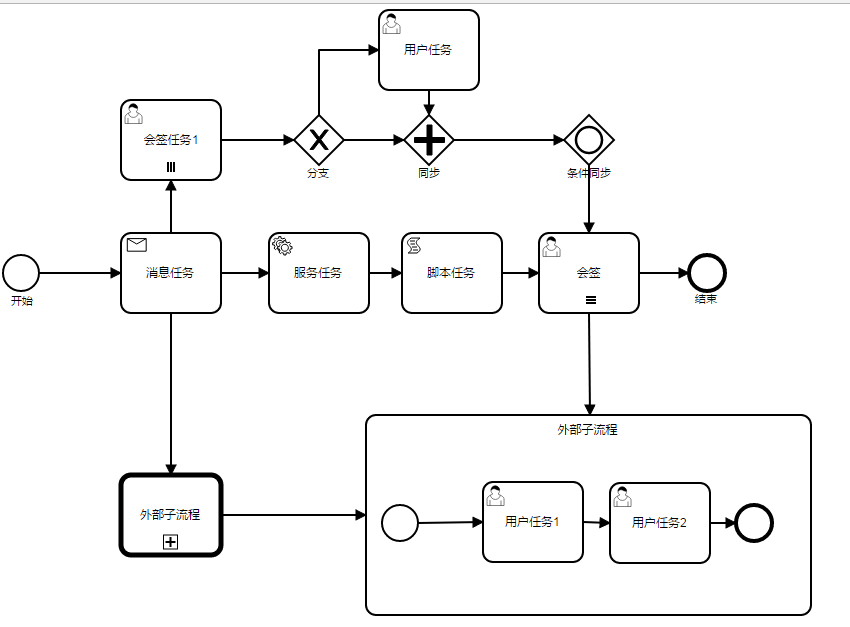 用户任务
会签任务1
分支
同步
条件同步
开始
消息任务
服务任务
脚本任务
会签
结束
外部子流程
外部子流程
用户任务1
用户任务2